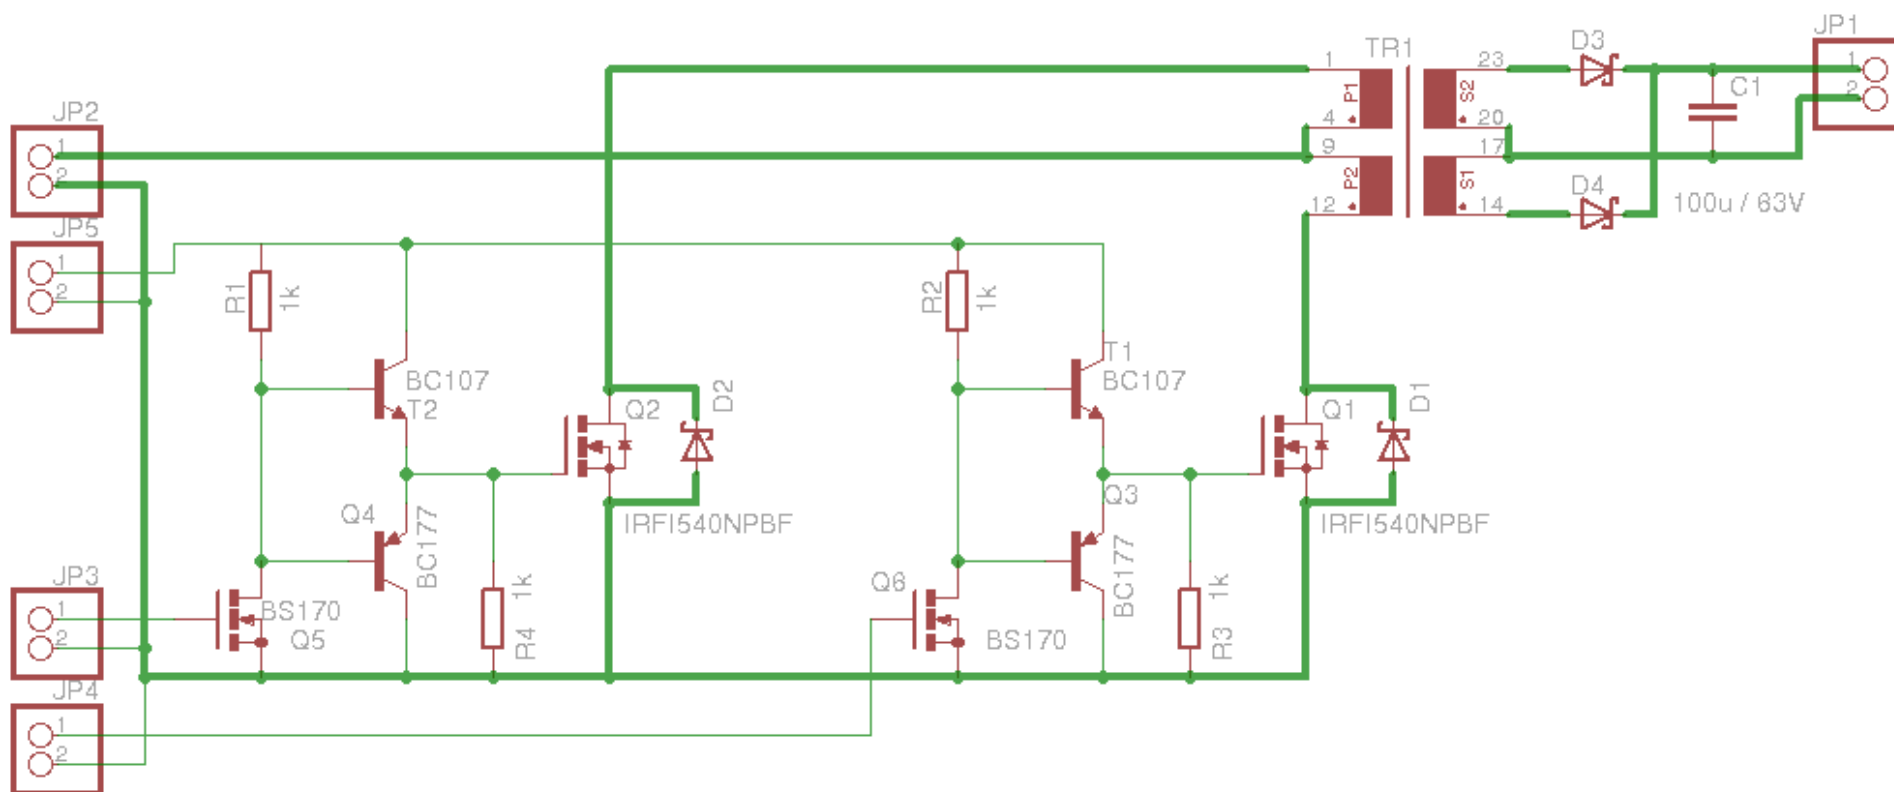 JP1
TR1
D3
1
23
1
P1
S2
C1
2
JP2
4
20
1
9
17
2
P2
S1
D4
12
14
100u / 63V
JP5
1
2
R1
1k
R2
1k
T1
BC107
T2
BC107
Q2
D2
Q1
D1
Q4
BC177
IRFI540NPBF
Q3
BC177
IRFI540NPBF
JP3
1
2
BS170
Q5
1k
R4
Q6
BS170
1k
R3
JP4
1
2